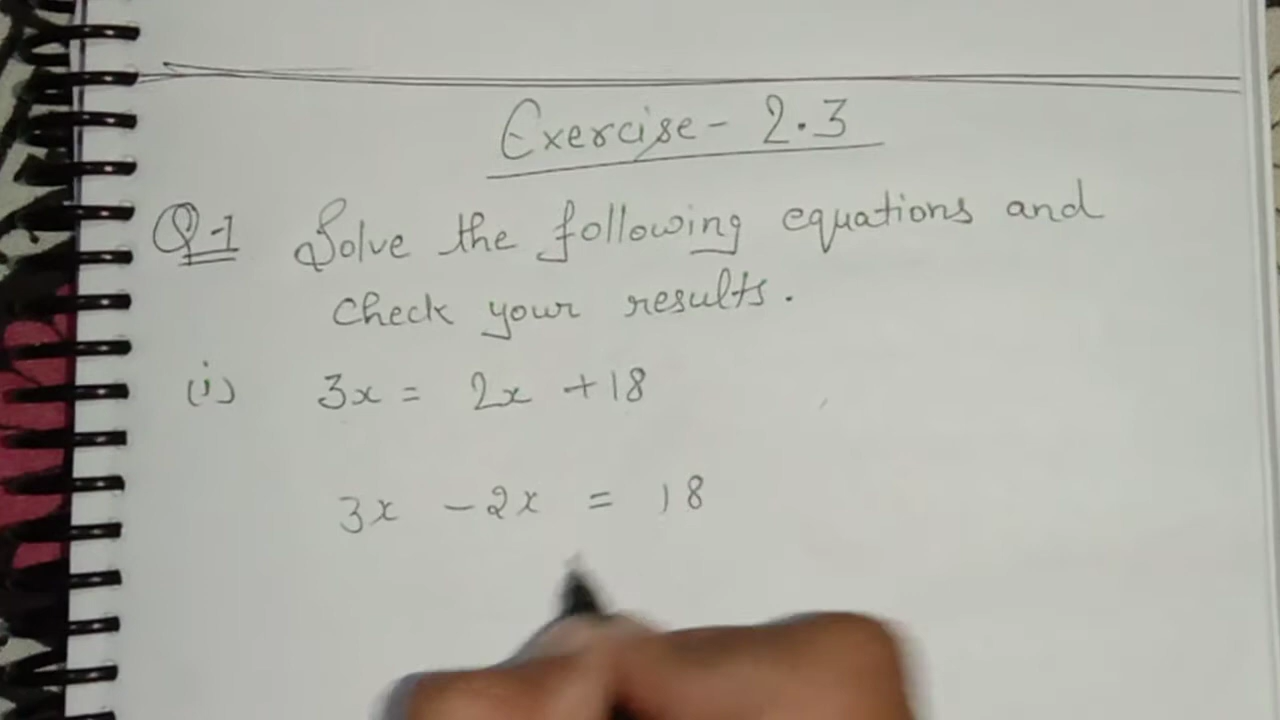 Exercise - 2.3
Q-1 Solve the following equations and
check your results.
(i) 3x = 2x +18
3x -2x = 18